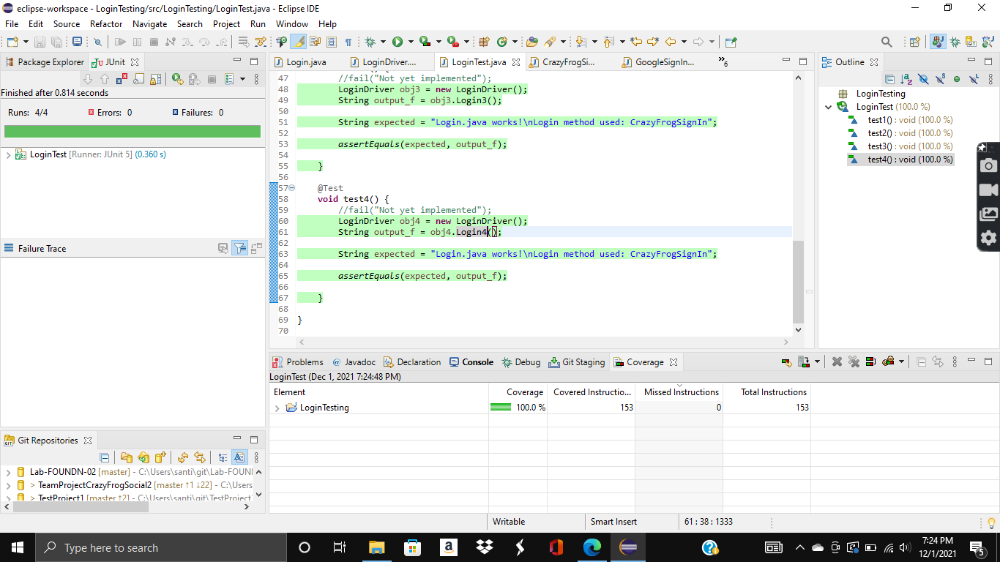 eclipse-workspace - LoginTesting/src/LoginTesting/LoginTest.java - Eclipse IDE
File Edit Source Refactor Navigate Search Project Run Window Help
Package Explorer JUnit
Finished after 0.814 seconds
Runs: 4/4 Errors: 0 Failures: 0
LoginTest [Runner: JUnit 5] (0.360 s)
Failure Trace
Git Repositories
Lab-FOUNDN-02 [master] - C:\Users\santi\git\Lab-FOUNI
> TeamProjectCrazyFrogSocial2 [master ↑1 ↓22] - C:\Users
> TestProject1 [master ↑2] - C:\Users\santi\git\TestProject
Login.java LoginDriver.... LoginTest.java CrazyFrogSi... GoogleSignIn... »6
47 //fail("Not yet implemented");
48 LoginDriver obj3 = new LoginDriver();
49 String output_f = obj3.Login3();
50
51 String expected = "Login.java works!\nLogin method used: CrazyFrogSignIn";
52
53 assertEquals(expected, output_f);
54
55 }
56
57 @Test
58 void test4() {
59 //fail("Not yet implemented");
60 LoginDriver obj4 = new LoginDriver();
61 String output_f = obj4.Login4();
62
63 String expected = "Login.java works!\nLogin method used: CrazyFrogSignIn";
64
65 assertEquals(expected, output_f);
66
67 }
68
69 }
70
Outline
LoginTesting
LoginTest (100.0 %)
test1() : void (100.0 %)
test2() : void (100.0 %)
test3() : void (100.0 %)
test4() : void (100.0 %)
Problems Javadoc Declaration Console Debug Git Staging Coverage
LoginTest (Dec 1, 2021 7:24:48 PM)
Element Coverage Covered Instructio... Missed Instructions Total Instructions
LoginTesting 100.0 % 153 0 153
Writable Smart Insert 61 : 38 : 1333
Type here to search
7:24 PM
12/1/2021
5